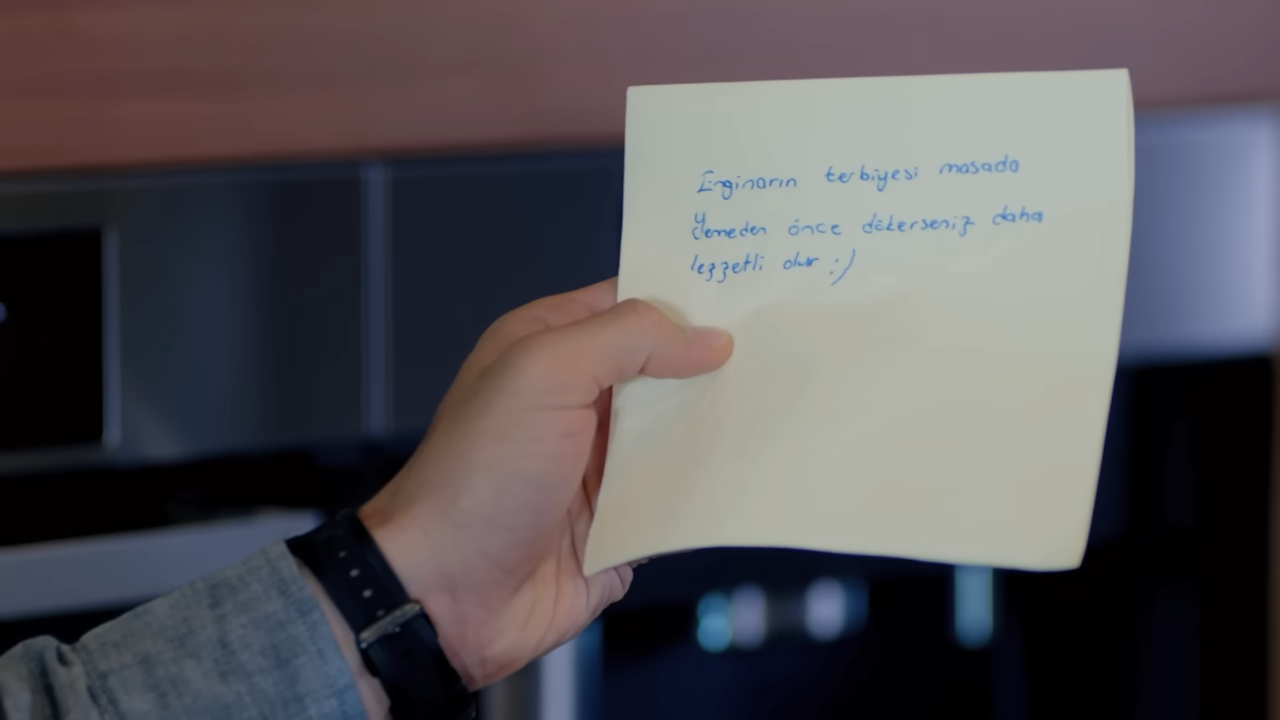 Enginarın terbiyesi masada
Yemeden önce dökerseniz daha
lezzetli olur :)